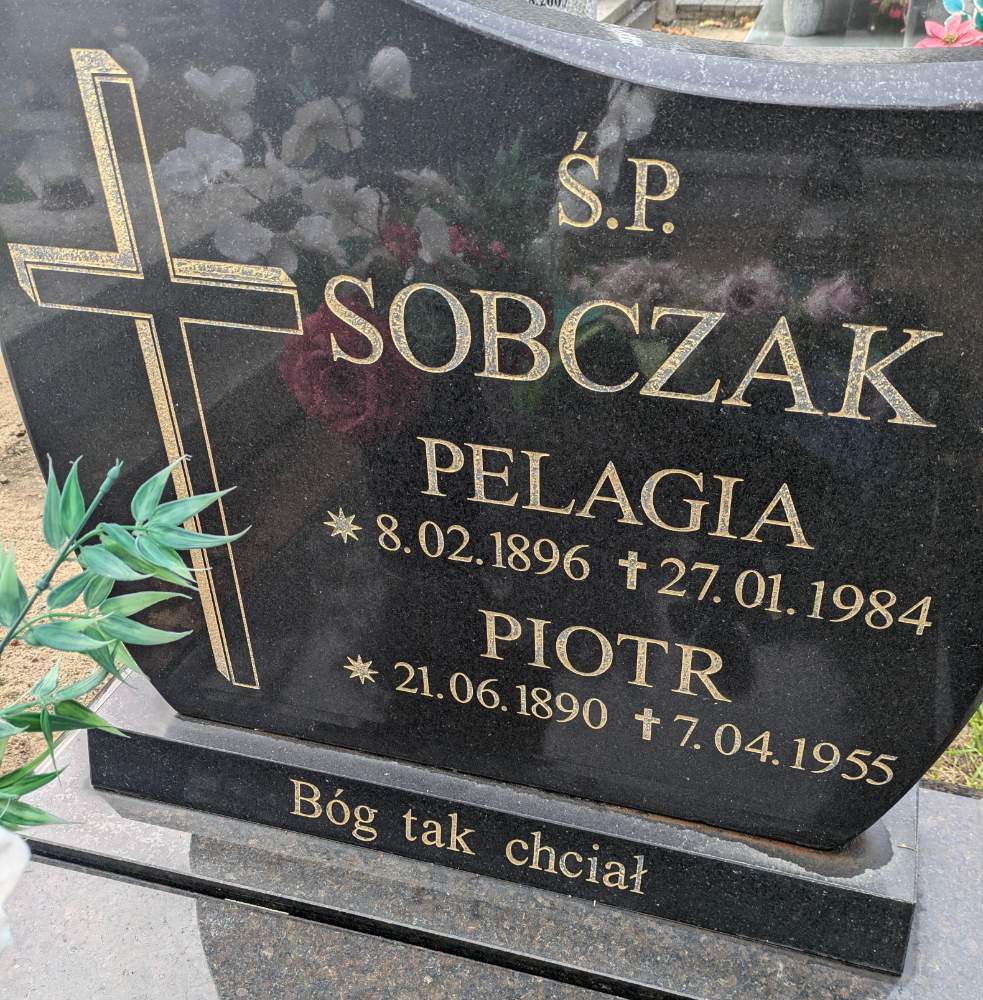 Ś.P.
SOBCZAK
PELAGIA
* 8.02.1896 ✝ 27.01.1984
PIOTR
* 21.06.1890 ✝ 7.04.1955
Bóg tak chciał